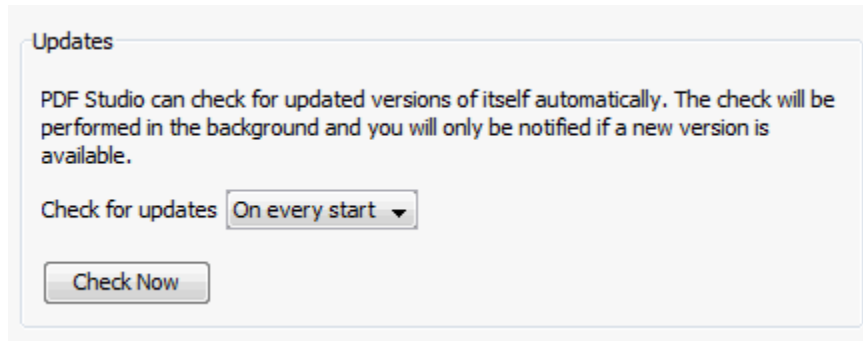 Updates
PDF Studio can check for updated versions of itself automatically. The check will be
performed in the background and you will only be notified if a new version is
available.
Check for updates On every start
Check Now